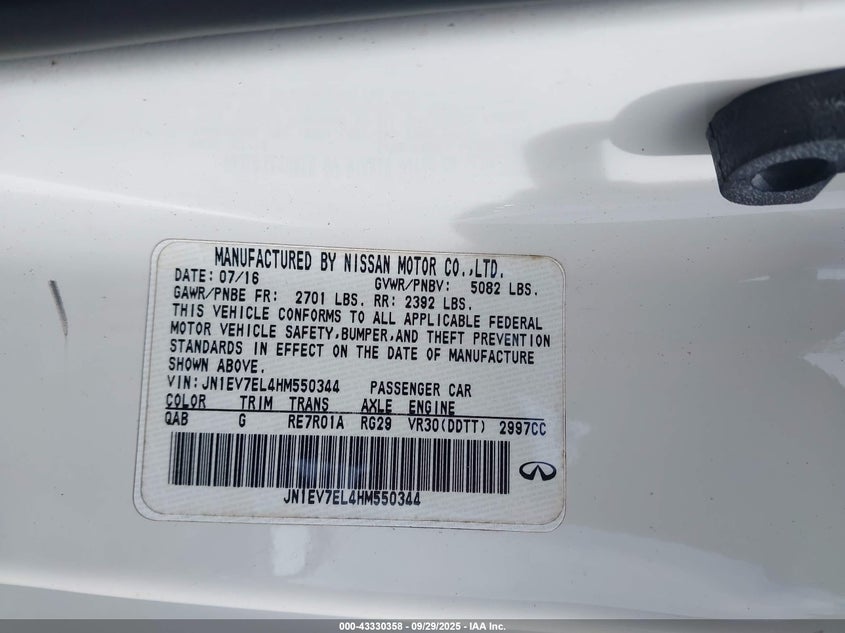 MANUFACTURED BY NISSAN MOTOR CO.,LTD.
DATE: 07/16 GVWR/PNBV: 5082 LBS.
GAWR/PNBE FR: 2701 LBS. RR: 2392 LBS.
THIS VEHICLE CONFORMS TO ALL APPLICABLE FEDERAL
MOTOR VEHICLE SAFETY,BUMPER,AND THEFT PREVENTION
STANDARDS IN EFFECT ON THE DATE OF MANUFACTURE
SHOWN ABOVE.
VIN:JN1EV7EL4HM550344 PASSENGER CAR
COLOR TRIM TRANS AXLE ENGINE
QAB G RE7R01A RG29 VR30(DDTT) 2997CC
JN1EV7EL4HM550344
000-43330358 - 09/29/2025 - IAA Inc.